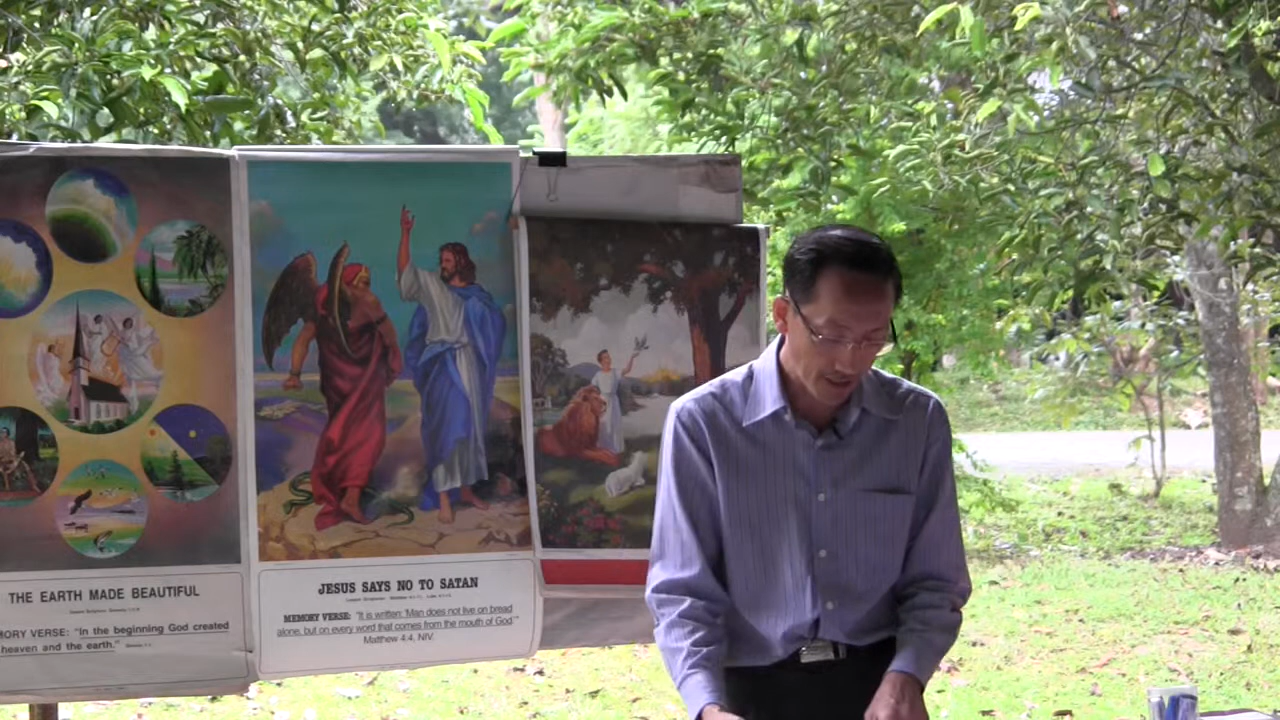 THE EARTH MADE BEAUTIFUL
ORY VERSE: "In the beginning God created
heaven and the earth."
JESUS SAYS NO TO SATAN
MEMORY VERSE: "It is written: 'Man does not live on bread
alone, but on every word that comes from the mouth of God.'"
Matthew 4:4, NIV.